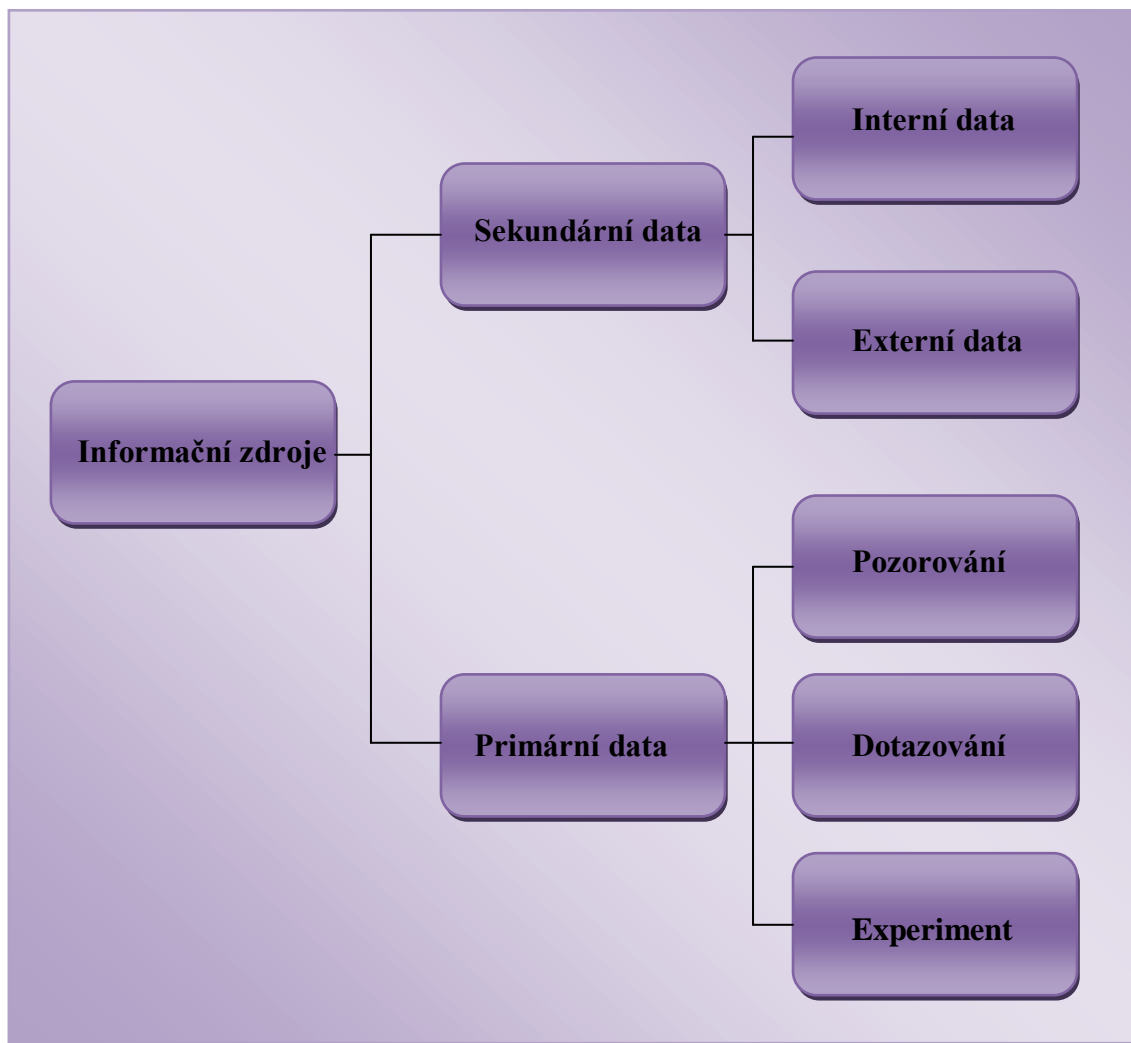 Informační zdroje
Sekundární data
Interní data
Externí data
Primární data
Pozorování
Dotazování
Experiment